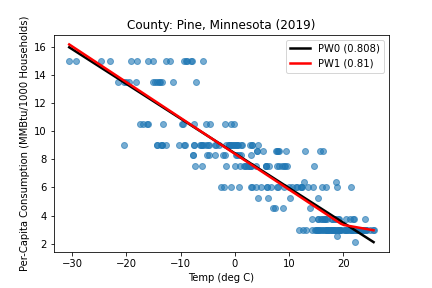 County: Pine, Minnesota (2019)
Per-Capita Consumption (MMBtu/1000 Households)
16
14
12
10
8
6
4
2
PW0 (0.808)
PW1 (0.81)
−30 −20 −10 0 10 20
Temp (deg C)